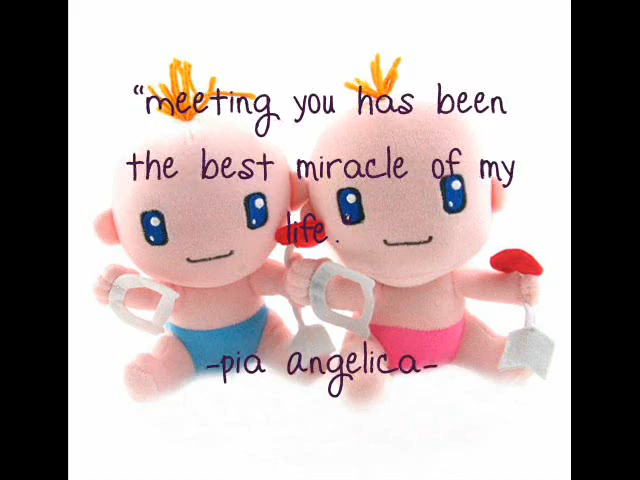 “meeting you has been
the best miracle of my
life.”
-pia angelica-